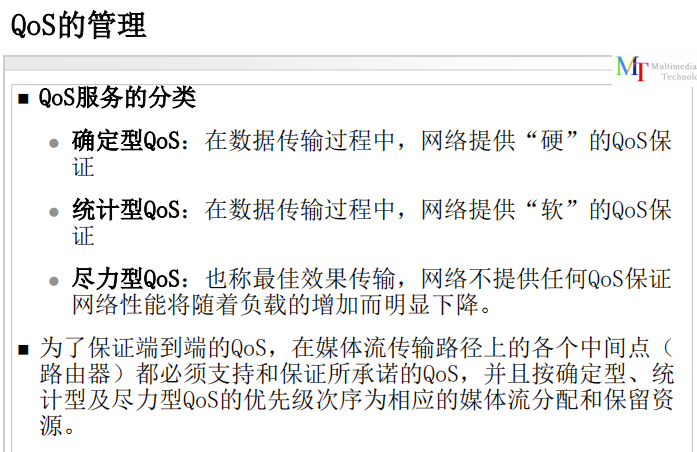 QoS的管理
MT Multimedia
Technolo
QoS服务的分类
确定型QoS：在数据传输过程中，网络提供“硬”的QoS保
证
统计型QoS：在数据传输过程中，网络提供“软”的QoS保
证
尽力型QoS：也称最佳效果传输，网络不提供任何QoS保证
网络性能将随着负载的增加而明显下降。
为了保证端到端的QoS，在媒体流传输路径上的各个中间点（
路由器）都必须支持和保证所承诺的QoS，并且按确定型、统
计型及尽力型QoS的优先级次序为相应的媒体流分配和保留资
源。